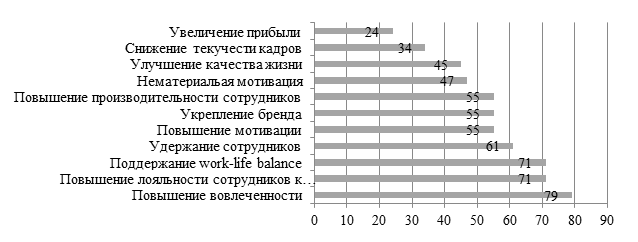 Увеличение прибыли 24
Снижение текучести кадров 34
Улучшение качества жизни 45
Нематериальая мотивация 47
Повышение производительности сотрудников 55
Укрепление бренда 55
Повышение мотивации 55
Удержание сотрудников 61
Поддержание work-life balance 71
Повышение лояльности сотрудников к… 71
Повышение вовлеченности 79
0 10 20 30 40 50 60 70 80 90